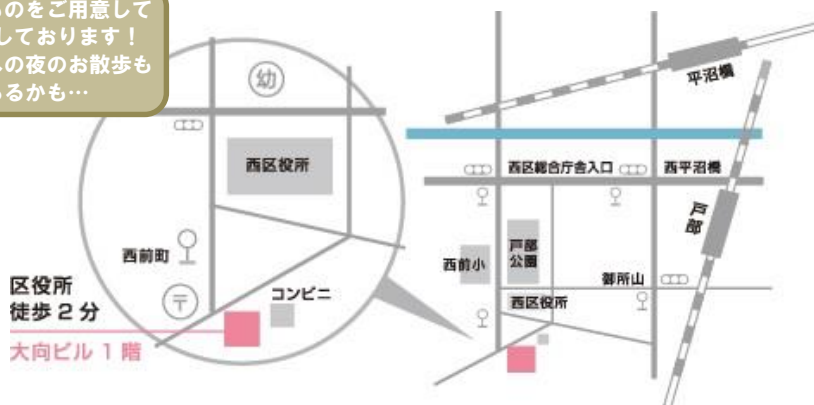 ものをご用意して
しております！
の夜のお散歩も
るかも…
幼
西区役所
西前町
〒
コンビニ
区役所
徒歩 2 分
大向ビル 1 階
平沼橋
西区総合庁舎入口
西平沼橋
戸部
西前小
戸部
公園
御所山
西区役所